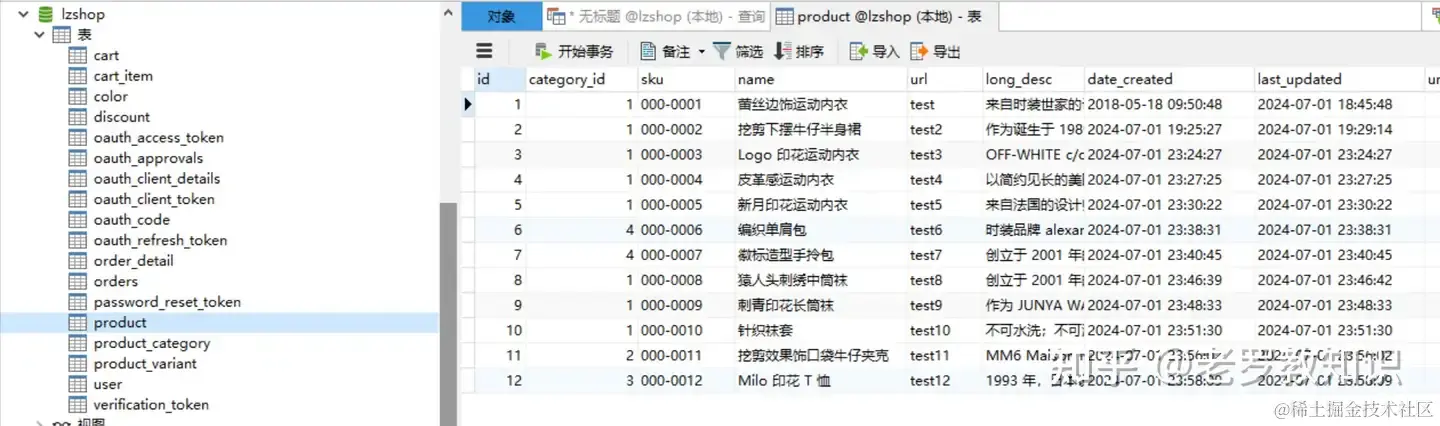 lzshop
表
cart
cart_item
color
discount
oauth_access_token
oauth_approvals
oauth_client_details
oauth_client_token
oauth_code
oauth_refresh_token
order_detail
orders
password_reset_token
product
product_category
product_variant
user
verification_token
视图
对象 * 无标题 @lzshop (本地) - 查询 product @lzshop (本地) - 表
开始事务 备注 筛选 排序 导入 导出
id category_id sku name url long_desc date_created last_updated
1 1 000-0001 蕾丝边饰运动内衣 test 来自时装世家的 2018-05-18 09:50:48 2024-07-01 18:45:48
2 1 000-0002 挖剪下摆牛仔半身裙 test2 作为诞生于 198 2024-07-01 19:25:27 2024-07-01 19:29:14
3 1 000-0003 Logo 印花运动内衣 test3 OFF-WHITE c/o 2024-07-01 23:24:27 2024-07-01 23:24:27
4 1 000-0004 皮革感运动内衣 test4 以简约见长的美 2024-07-01 23:27:25 2024-07-01 23:27:25
5 1 000-0005 新月印花运动内衣 test5 来自法国的设计 2024-07-01 23:30:22 2024-07-01 23:30:22
6 4 000-0006 编织单肩包 test6 时装品牌 alexan 2024-07-01 23:38:31 2024-07-01 23:38:31
7 4 000-0007 徽标造型手拎包 test7 创立于 2001 年 2024-07-01 23:40:45 2024-07-01 23:40:45
8 1 000-0008 猿人头刺绣中筒袜 test8 创立于 2001 年 2024-07-01 23:46:39 2024-07-01 23:46:42
9 1 000-0009 刺青印花长筒袜 test9 作为 JUNYA WA 2024-07-01 23:48:33 2024-07-01 23:48:33
10 1 000-0010 针织袜套 test10 不可水洗；不可 2024-07-01 23:51:30 2024-07-01 23:51:30
11 2 000-0011 挖剪效果饰口袋牛仔夹克 test11 MM6 Maison 2024-07-01 23:56:02 2024-07-01 23:56:02
12 3 000-0012 Milo 印花 T 恤 test12 1993 年，日本 2024-07-01 23:58:09 2024-07-01 23:58:09
知乎 @老罗教知识
@稀土掘金技术社区